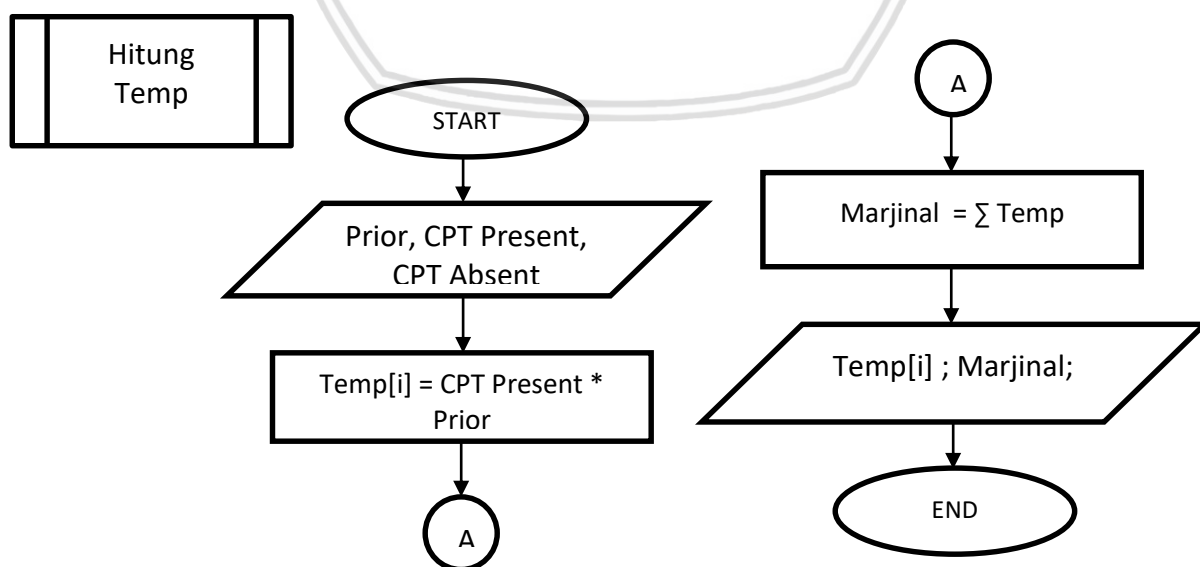 Hitung
Temp
START
Prior, CPT Present,
CPT Absent
Temp[i] = CPT Present *
Prior
A
A
Marjinal = ∑ Temp
Temp[i] ; Marjinal;
END